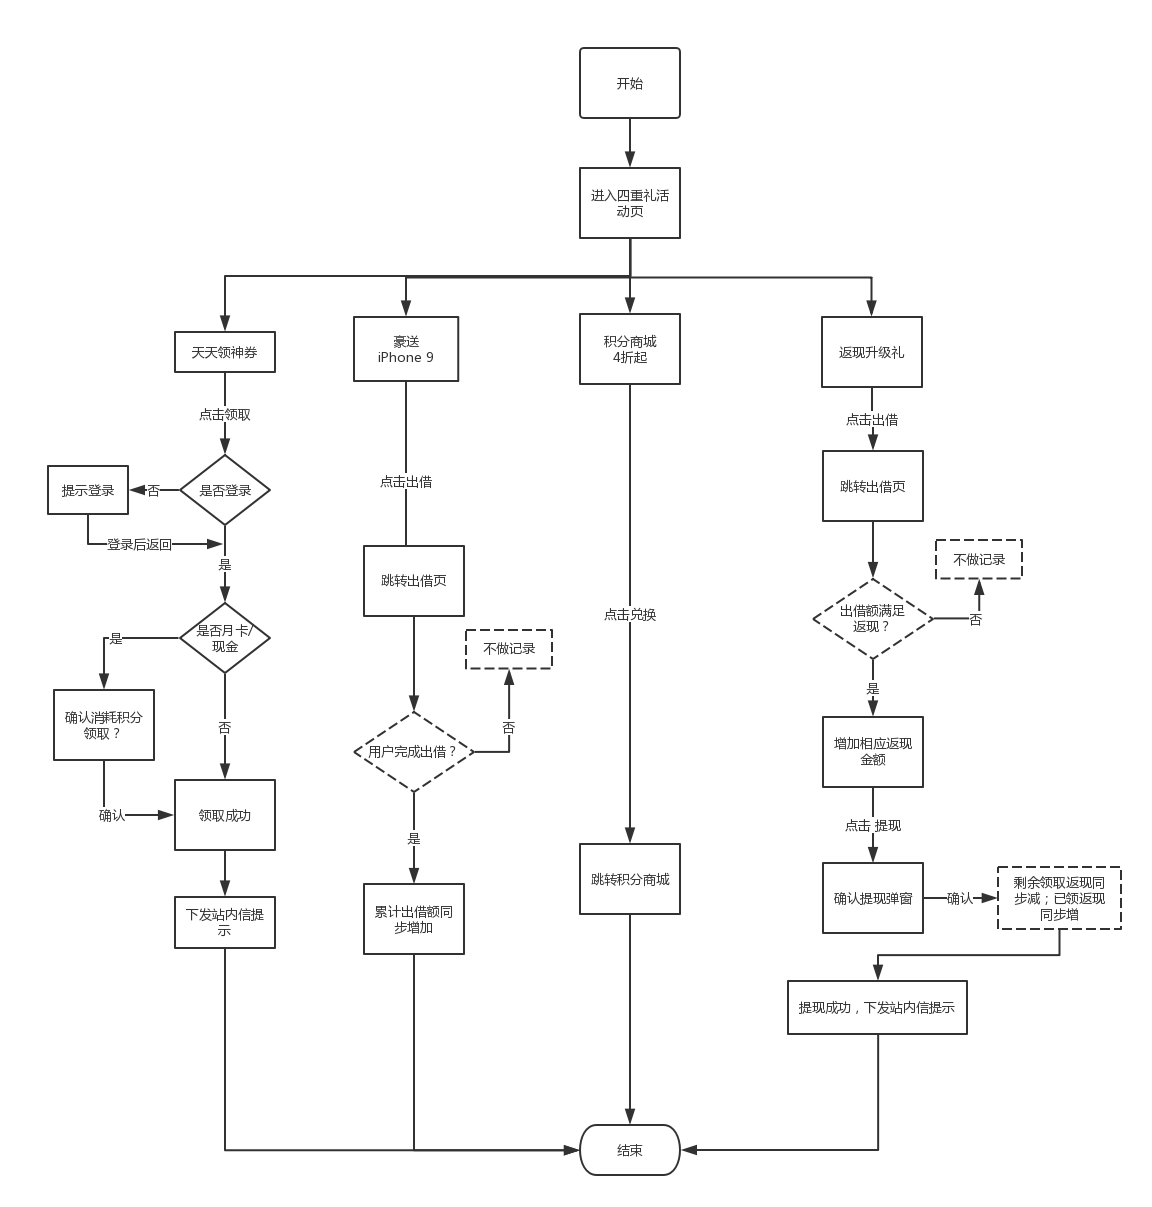 开始
进入四重礼活
动页
天天领神券
豪送
iPhone 9
积分商城
4折起
返现升级礼
点击领取
点击出借
提示登录
否
是否登录
点击出借
跳转出借页
登录后返回
是
跳转出借页
不做记录
是
是否月卡/
现金
点击兑换
出借额满足
返现？
否
不做记录
是
确认消耗积分
领取？
否
用户完成出借？
否
增加相应返现
金额
确认
领取成功
是
点击 提现
跳转积分商城
确认提现弹窗
确认
剩余领取返现同
步减；已领返现
同步增
下发站内信提
示
累计出借额同
步增加
提现成功，下发站内信提示
结束